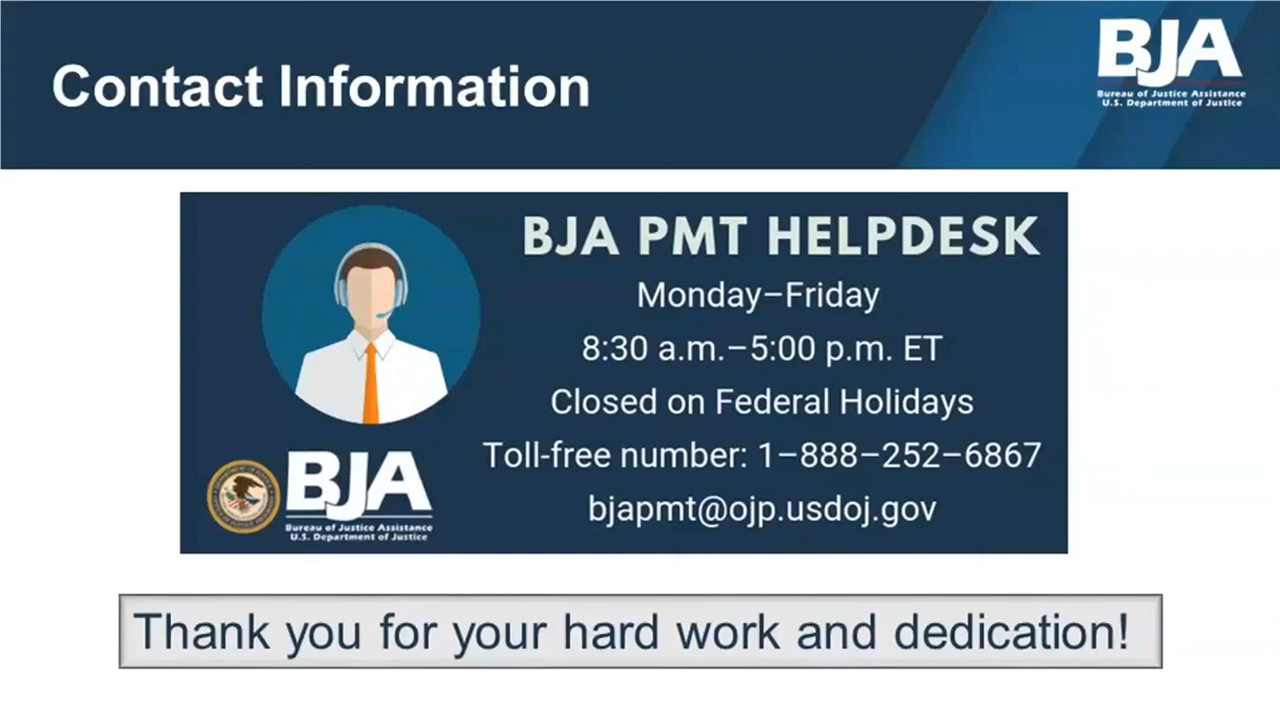 Contact Information
BJA
Bureau of Justice Assistance
U.S. Department of Justice
BJA PMT HELPDESK
Monday–Friday
8:30 a.m.–5:00 p.m. ET
Closed on Federal Holidays
Toll-free number: 1–888–252–6867
bjapmt@ojp.usdoj.gov
BJA
Bureau of Justice Assistance
U.S. Department of Justice
Thank you for your hard work and dedication!